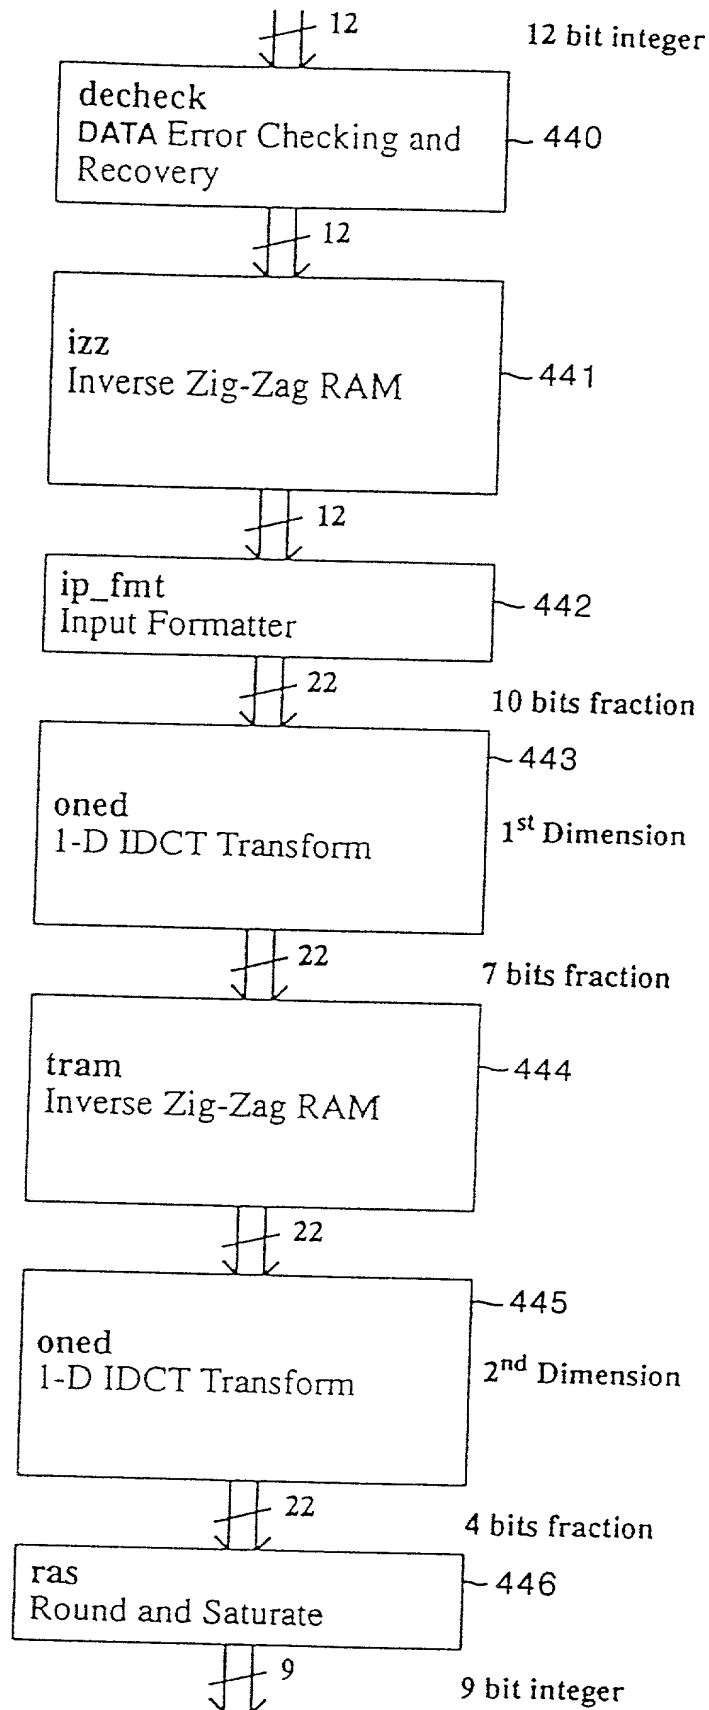 12
12 bit integer
decheck
DATA Error Checking and
Recovery
440
12
izz
Inverse Zig-Zag RAM
441
12
ip_fmt
Input Formatter
442
22
10 bits fraction
443
oned
1-D IDCT Transform
1st Dimension
22
7 bits fraction
tram
Inverse Zig-Zag RAM
444
22
445
oned
1-D IDCT Transform
2nd Dimension
22
4 bits fraction
ras
Round and Saturate
446
9
9 bit integer